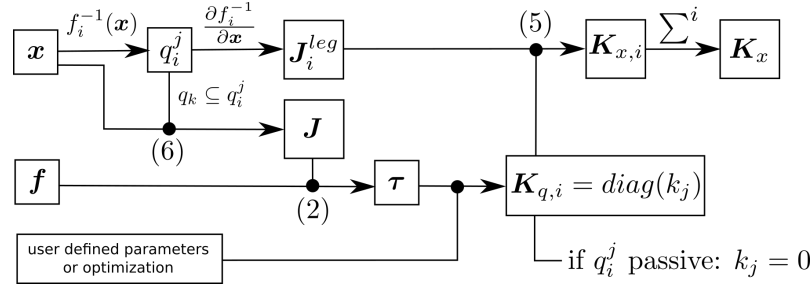 x
f_i^{-1}(x)
q_i^j
∂f_i^{-1}/∂x
J_i^{leg}
(5)
K_{x,i}
∑^i
K_x
q_k ⊆ q_i^j
(6)
J
f
(2)
τ
K_{q,i} = diag(k_j)
user defined parameters
or optimization
if q_i^j passive: k_j = 0